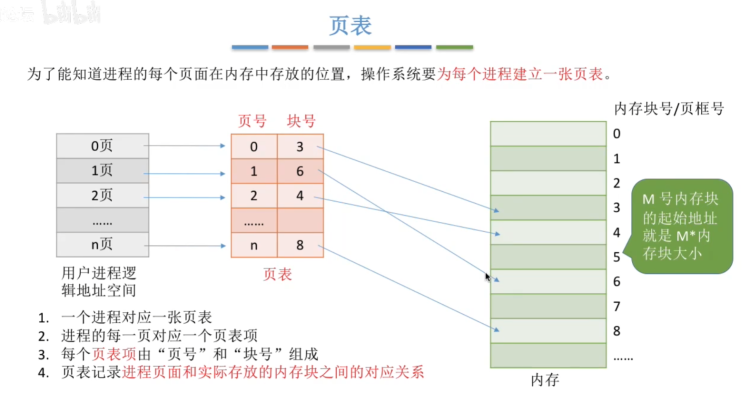 页表
为了能知道进程的每个页面在内存中存放的位置，操作系统要为每个进程建立一张页表。
页号 块号
内存块号/页框号
0页
1页
2页
……
n页
0 3
1 6
2 4
……
n 8
0
1
2
3
4
5
6
7
8
……
M 号内存块
的起始地址
就是 M*内
存块大小
用户进程逻
辑地址空间
页表
内存
1. 一个进程对应一张页表
2. 进程的每一页对应一个页表项
3. 每个页表项由“页号”和“块号”组成
4. 页表记录进程页面和实际存放的内存块之间的对应关系